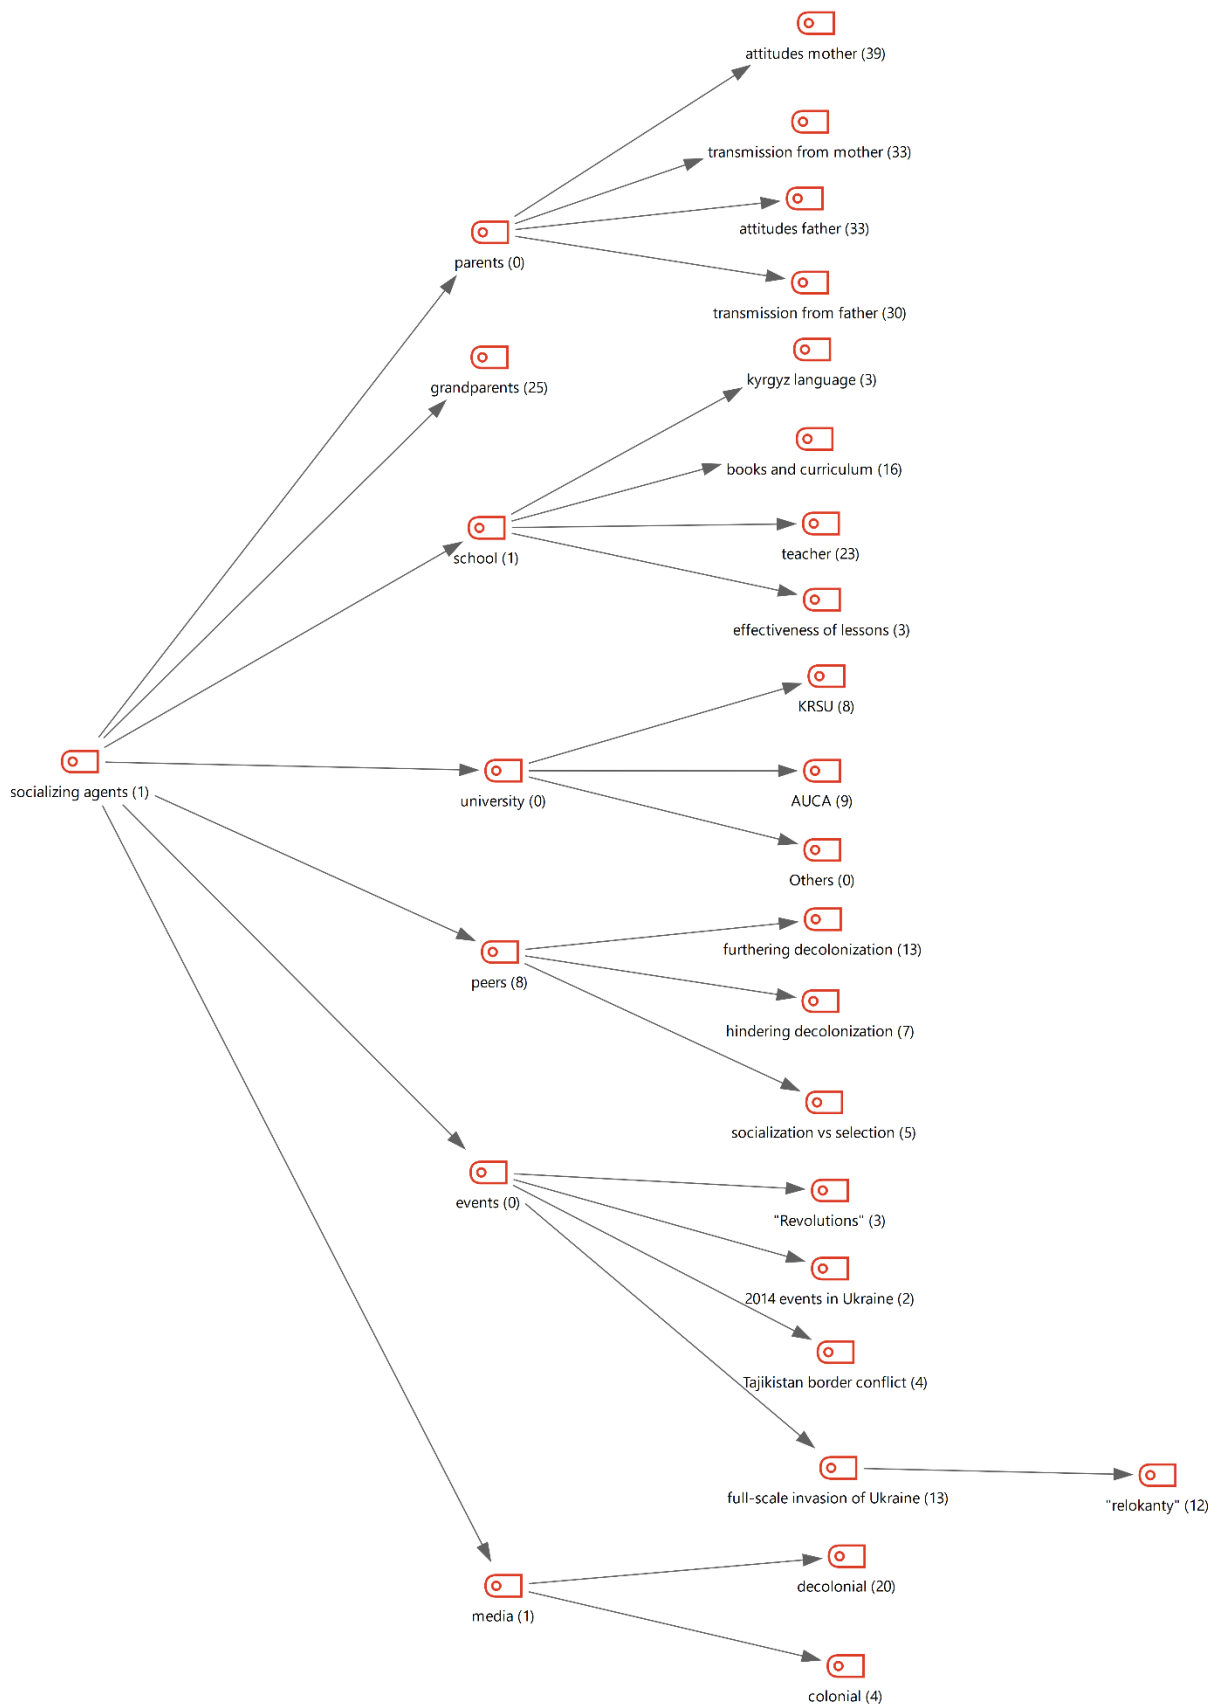 attitudes mother (39)
transmission from mother (33)
attitudes father (33)
parents (0)
transmission from father (30)
kyrgyz language (3)
grandparents (25)
books and curriculum (16)
teacher (23)
school (1)
effectiveness of lessons (3)
KRSU (8)
socializing agents (1)
university (0)
AUCA (9)
Others (0)
furthering decolonization (13)
peers (8)
hindering decolonization (7)
socialization vs selection (5)
events (0)
"Revolutions" (3)
2014 events in Ukraine (2)
Tajikistan border conflict (4)
full-scale invasion of Ukraine (13)
"relokanty" (12)
decolonial (20)
media (1)
colonial (4)